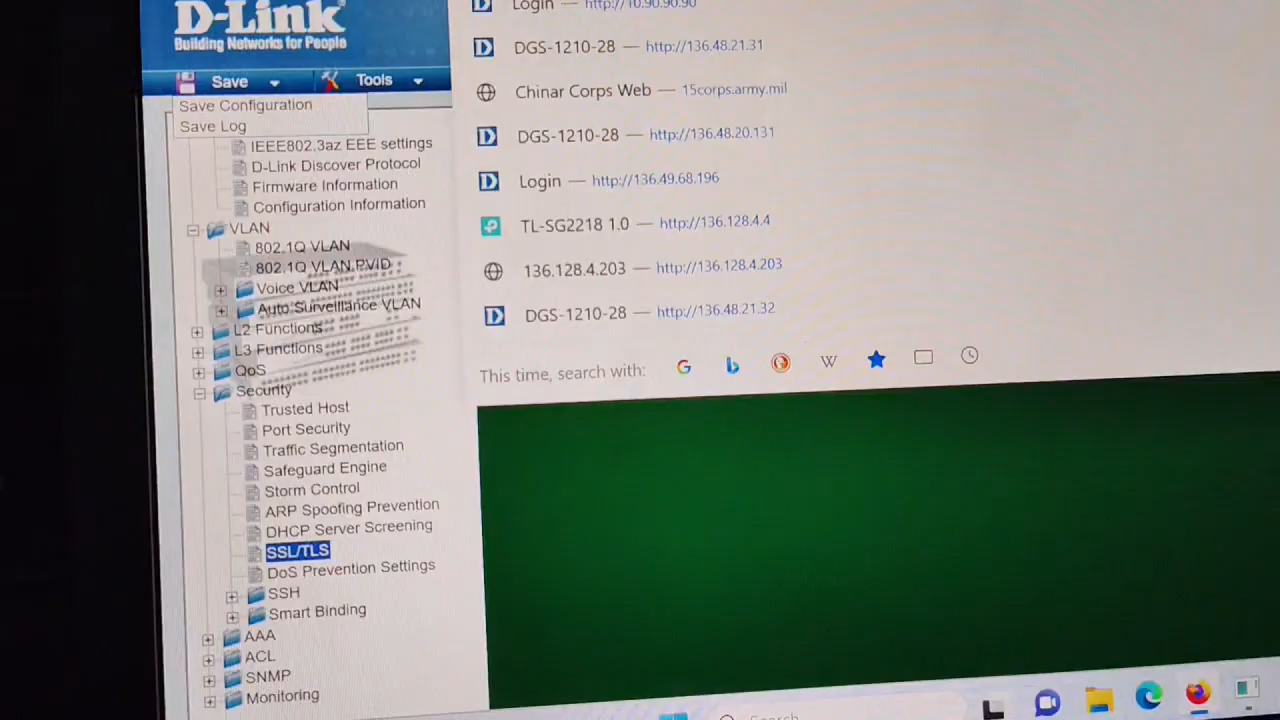 D-Link
Building Networks for People
Save
Tools
Save Configuration
Save Log
IEEE802.3az EEE settings
D-Link Discover Protocol
Firmware Information
Configuration Information
VLAN
802.1Q VLAN
802.1Q VLAN PVID
Voice VLAN
Auto Surveillance VLAN
L2 Functions
L3 Functions
QoS
Security
Trusted Host
Port Security
Traffic Segmentation
Safeguard Engine
Storm Control
ARP Spoofing Prevention
DHCP Server Screening
SSL/TLS
DoS Prevention Settings
SSH
Smart Binding
AAA
ACL
SNMP
Monitoring
Login — http://10.90.90.90
DGS-1210-28 — http://136.48.21.31
Chinar Corps Web — 15corps.army.mil
DGS-1210-28 — http://136.48.20.131
Login — http://136.49.68.196
TL-SG2218 1.0 — http://136.128.4.4
136.128.4.203 — http://136.128.4.203
DGS-1210-28 — http://136.48.21.32
This time, search with:
Search